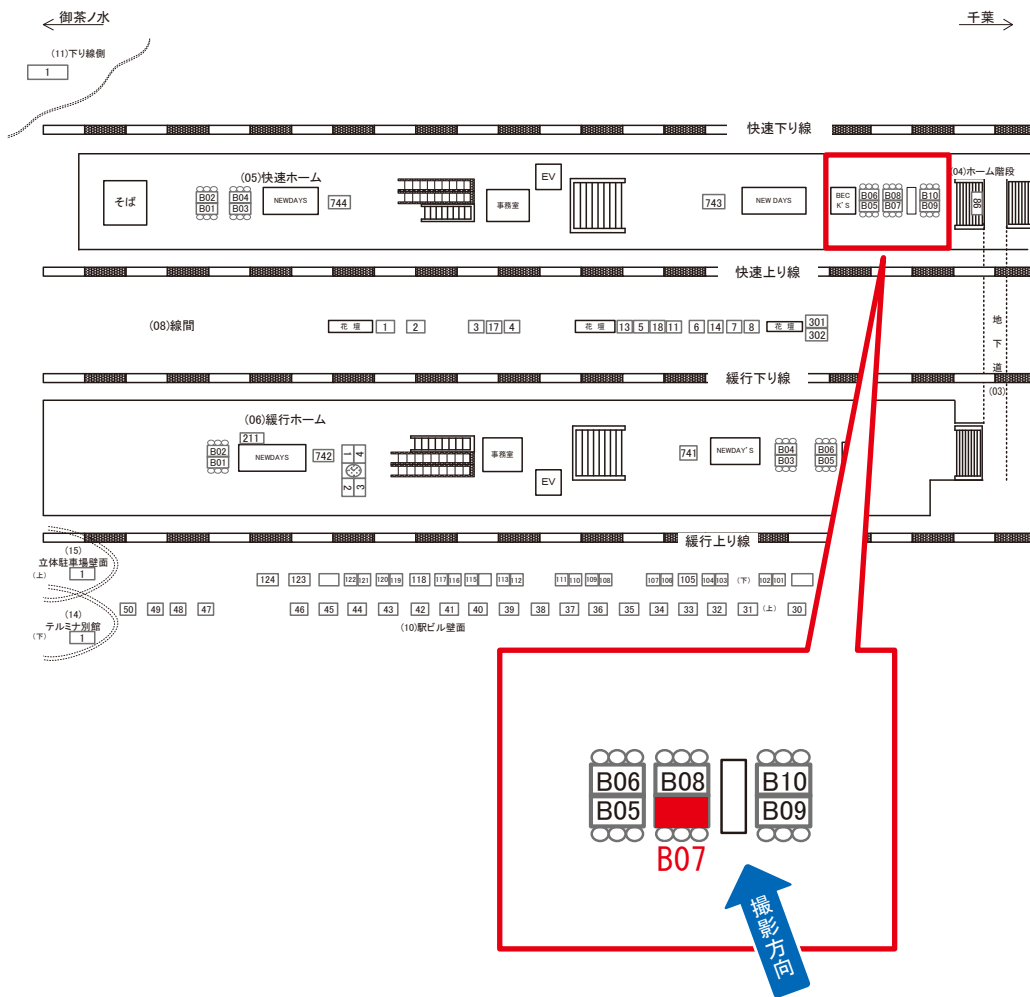 御茶ノ水
千葉
(11)下り線側
1
快速下り線
(05)快速ホーム
(04)ホーム階段
そば
B02
B01
B04
B03
NEWDAYS
744
事務室
EV
743
NEW DAYS
BEC
K'S
B06
B05
B08
B07
B10
B09
86
快速上り線
(08)線間
花壇
1
2
3
17
4
花壇
13
5
18
11
6
14
7
8
花壇
301
302
地下道
(03)
緩行下り線
(06)緩行ホーム
B02
B01
211
NEWDAYS
742
1
4
2
3
事務室
EV
741
NEWDAY'S
B04
B03
B06
B05
緩行上り線
(15)
立体駐車場壁面
(上)
1
124
123
122
121
120
119
118
117
116
115
113
112
111
110
109
108
107
106
105
104
103
(下)
102
101
(14)
テルミナ別館
(下)
1
50
49
48
47
46
45
44
43
42
41
40
39
38
37
36
35
34
33
32
31
(上)
30
(10)駅ビル壁面
B06
B05
B08
B07
B10
B09
撮影方向